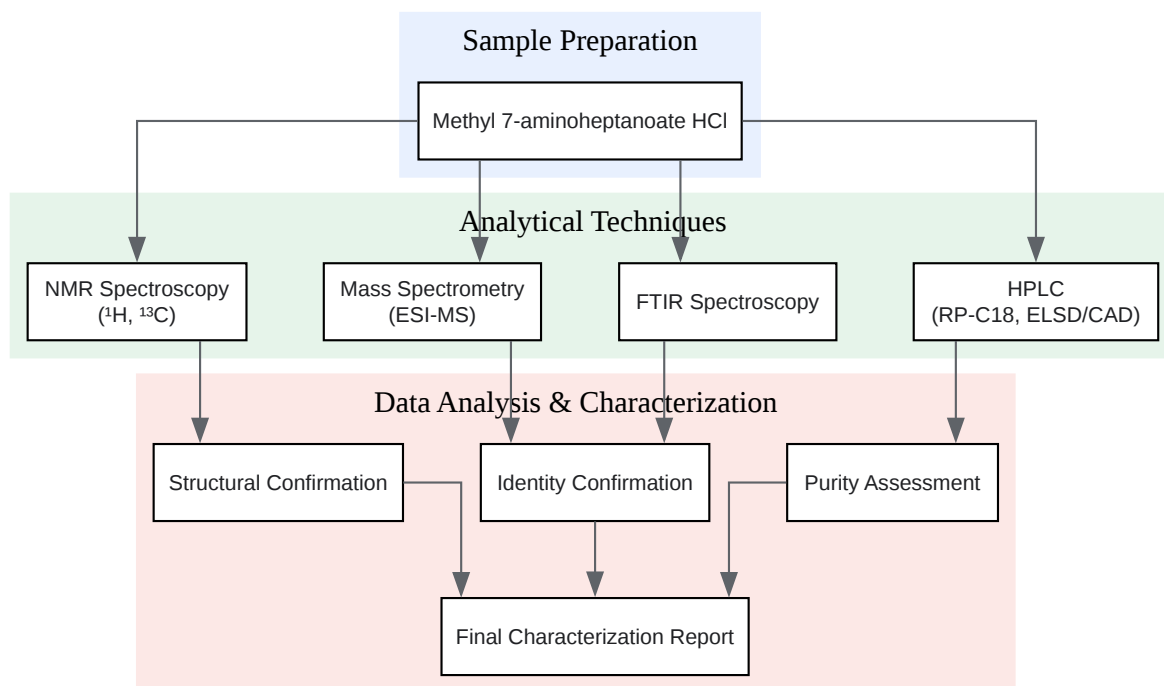 Sample Preparation
Methyl 7-aminoheptanoate HCl
Analytical Techniques
NMR Spectroscopy
(¹H, ¹³C)
Mass Spectrometry
(ESI-MS)
FTIR Spectroscopy
HPLC
(RP-C18, ELSD/CAD)
Data Analysis & Characterization
Structural Confirmation
Identity Confirmation
Purity Assessment
Final Characterization Report